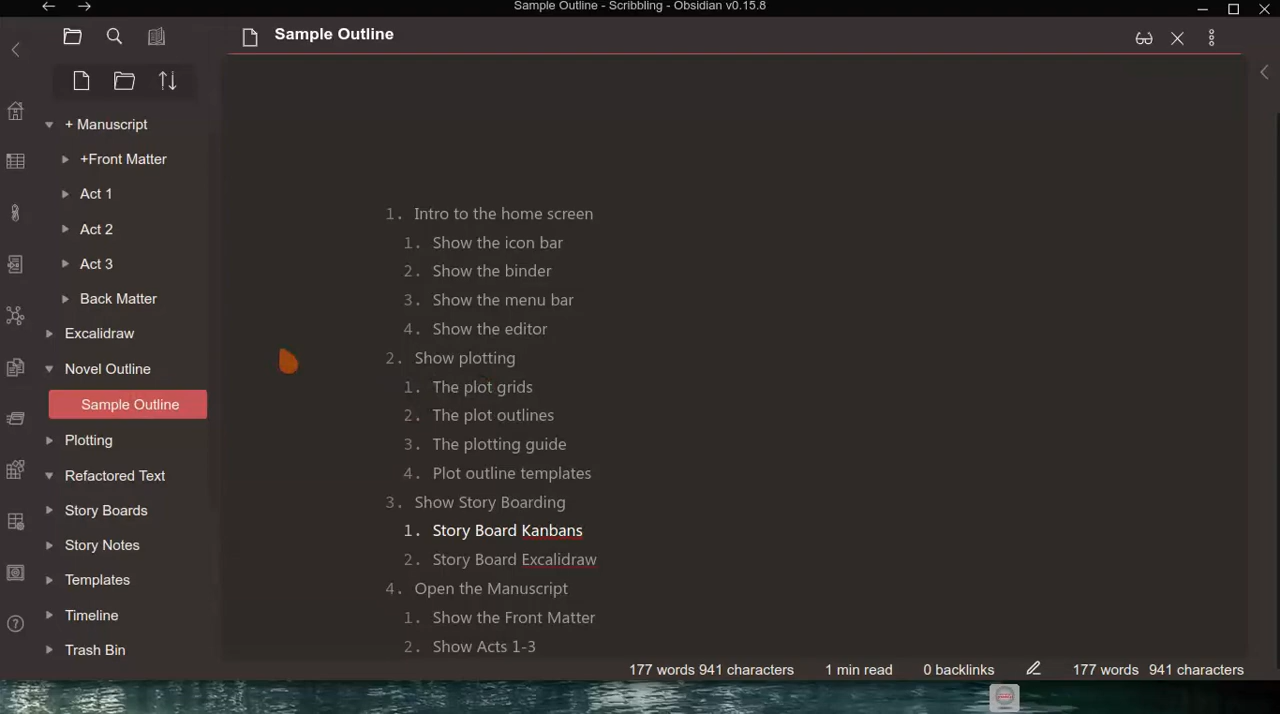 Sample Outline - Scribbling - Obsidian v0.15.8
Sample Outline
+ Manuscript
+Front Matter
Act 1
Act 2
Act 3
Back Matter
Excalidraw
Novel Outline
Sample Outline
Plotting
Refactored Text
Story Boards
Story Notes
Templates
Timeline
Trash Bin
1. Intro to the home screen
1. Show the icon bar
2. Show the binder
3. Show the menu bar
4. Show the editor
2. Show plotting
1. The plot grids
2. The plot outlines
3. The plotting guide
4. Plot outline templates
3. Show Story Boarding
1. Story Board Kanbans
2. Story Board Excalidraw
4. Open the Manuscript
1. Show the Front Matter
2. Show Acts 1-3
177 words 941 characters 1 min read 0 backlinks 177 words 941 characters